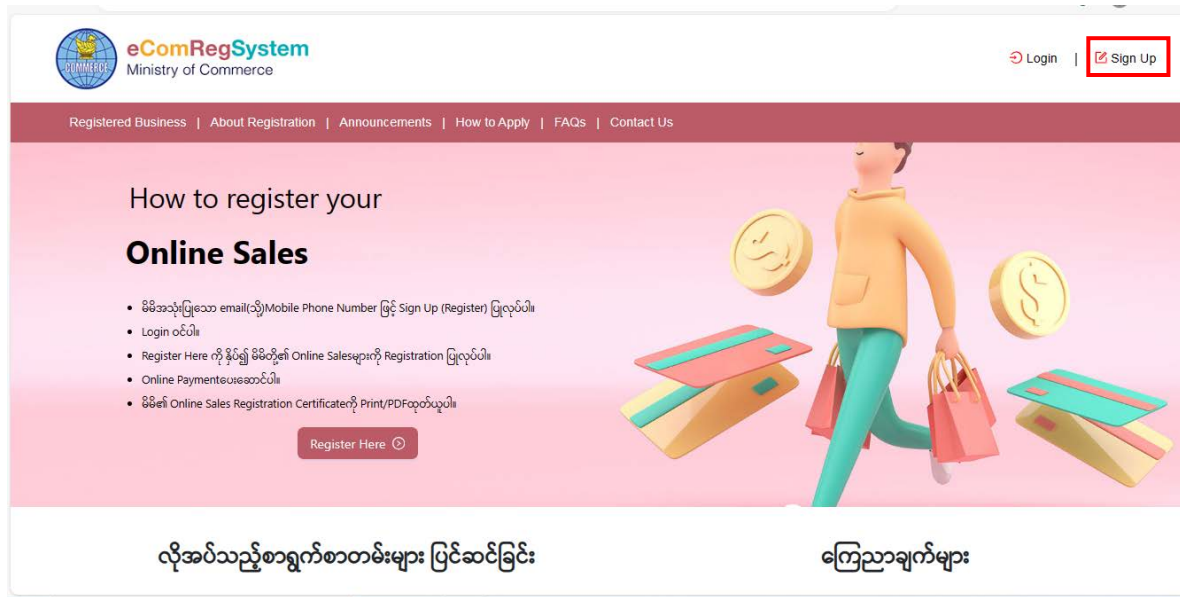 eComRegSystem
Ministry of Commerce
COMMERCE
Login | Sign Up
Registered Business | About Registration | Announcements | How to Apply | FAQs | Contact Us
How to register your
Online Sales
• မိမိအသုံးပြုသော email(သို့)Mobile Phone Number ဖြင့် Sign Up (Register) ပြုလုပ်ပါ။
• Login ဝင်ပါ။
• Register Here ကို နှိပ်၍ မိမိတို့၏ Online Salesများကို Registration ပြုလုပ်ပါ။
• Online Paymentပေးဆောင်ပါ။
• မိမိ၏ Online Sales Registration Certificateကို Print/PDFထုတ်ယူပါ။
Register Here
လိုအပ်သည့်စာရွက်စာတမ်းများ ပြင်ဆင်ခြင်း
ကြေညာချက်များ